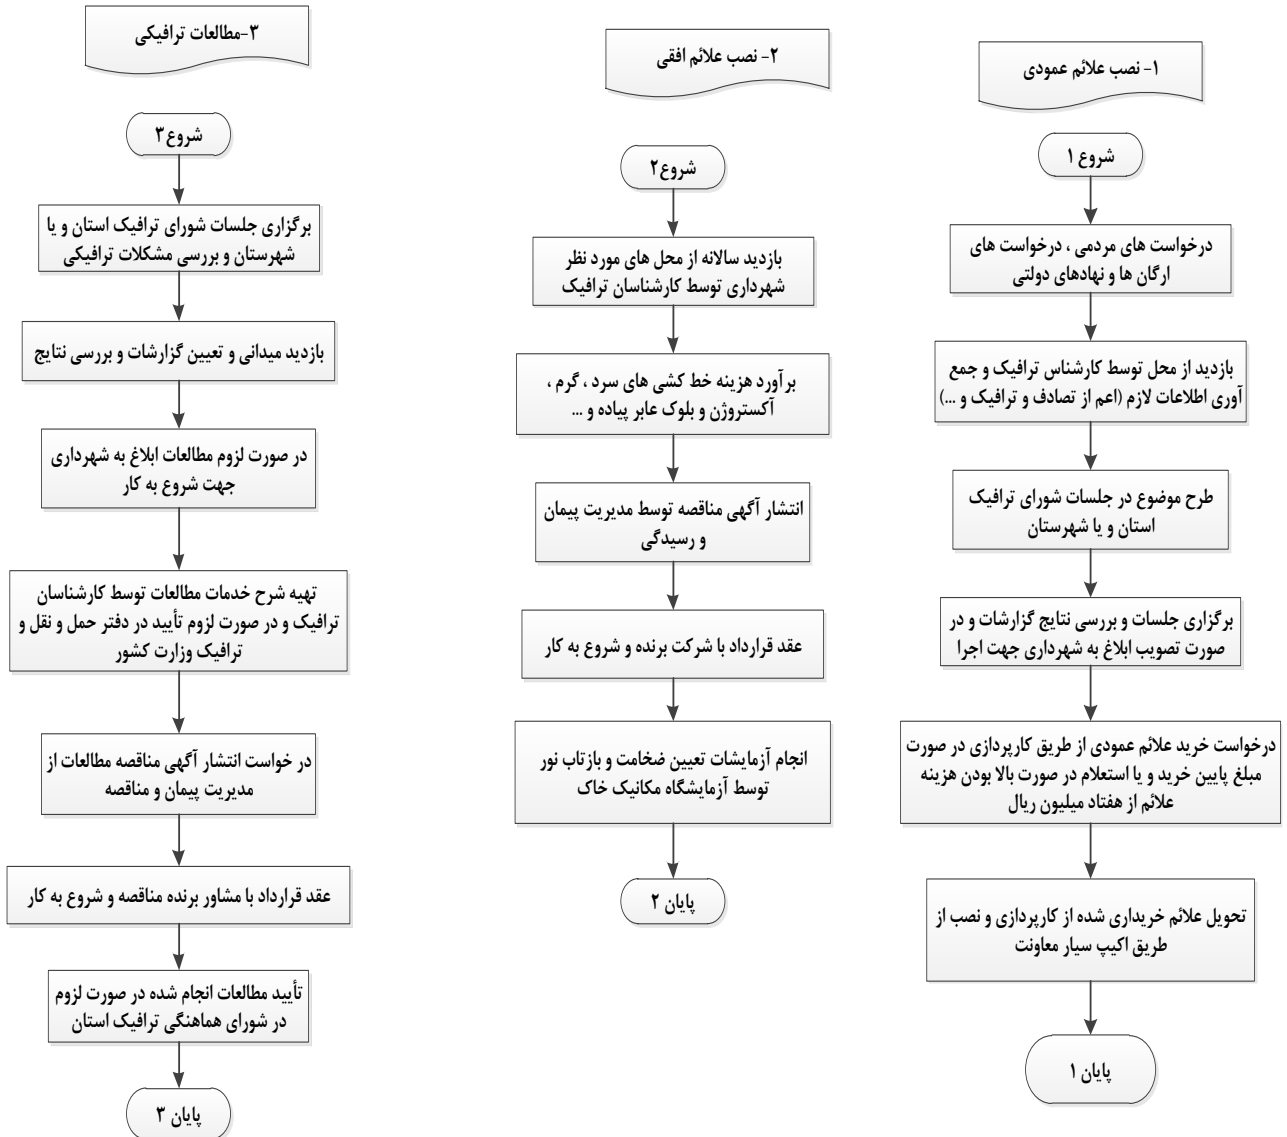 ۱- نصب علائم عمودی
شروع ۱
درخواست های مردمی ، درخواست های
ارگان ها و نهادهای دولتی
بازدید از محل توسط کارشناس ترافیک و جمع
آوری اطلاعات لازم (اعم از تصادف و ترافیک و ...)
طرح موضوع در جلسات شورای ترافیک
استان و یا شهرستان
برگزاری جلسات و بررسی نتایج گزارشات و در
صورت تصویب ابلاغ به شهرداری جهت اجرا
درخواست خرید علائم عمودی از طریق کارپردازی در صورت
مبلغ پایین خرید و یا استعلام در صورت بالا بودن هزینه
علائم از هفتاد میلیون ریال
تحویل علائم خریداری شده از کارپردازی و نصب از
طریق اکیپ سیار معاونت
پایان ۱
۲- نصب علائم افقی
شروع۲
بازدید سالانه از محل های مورد نظر
شهرداری توسط کارشناسان ترافیک
برآورد هزینه خط کشی های سرد ، گرم ،
آکستروژن و بلوک عابر پیاده و ...
انتشار آگهی مناقصه توسط مدیریت پیمان
و رسیدگی
عقد قرارداد با شرکت برنده و شروع به کار
انجام آزمایشات تعیین ضخامت و بازتاب نور
توسط آزمایشگاه مکانیک خاک
پایان ۲
۳-مطالعات ترافیکی
شروع۳
برگزاری جلسات شورای ترافیک استان و یا
شهرستان و بررسی مشکلات ترافیکی
بازدید میدانی و تعیین گزارشات و بررسی نتایج
در صورت لزوم مطالعات ابلاغ به شهرداری
جهت شروع به کار
تهیه شرح خدمات مطالعات توسط کارشناسان
ترافیک و در صورت لزوم تأیید در دفتر حمل و نقل و
ترافیک وزارت کشور
در خواست انتشار آگهی مناقصه مطالعات از
مدیریت پیمان و مناقصه
عقد قرارداد با مشاور برنده مناقصه و شروع به کار
تأیید مطالعات انجام شده در صورت لزوم
در شورای هماهنگی ترافیک استان
پایان ۳